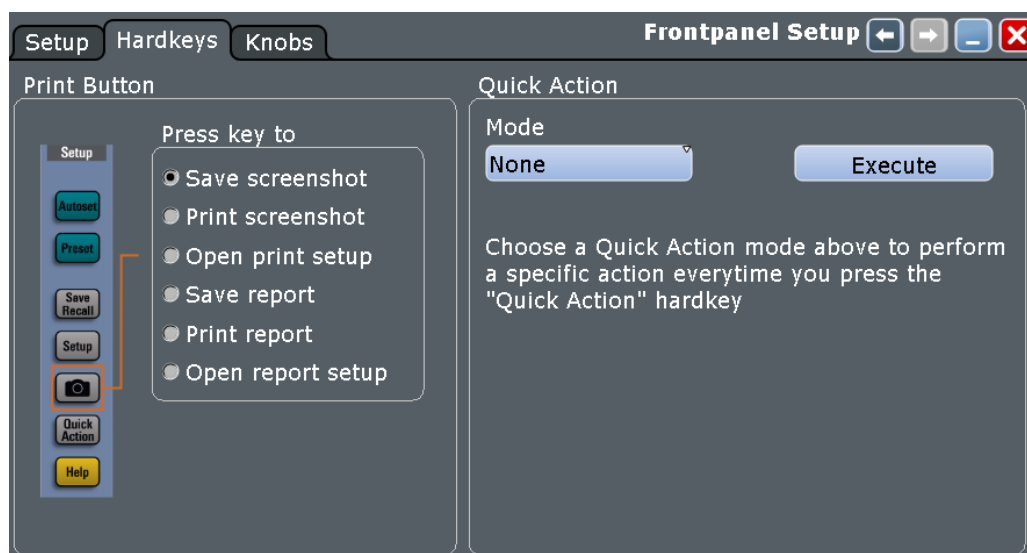 Setup Hardkeys Knobs Frontpanel Setup
Print Button
Press key to
Setup
Autoset
Preset
Save
Recall
Setup
Quick
Action
Help
Save screenshot
Print screenshot
Open print setup
Save report
Print report
Open report setup
Quick Action
Mode
None Execute
Choose a Quick Action mode above to perform
a specific action everytime you press the
"Quick Action" hardkey